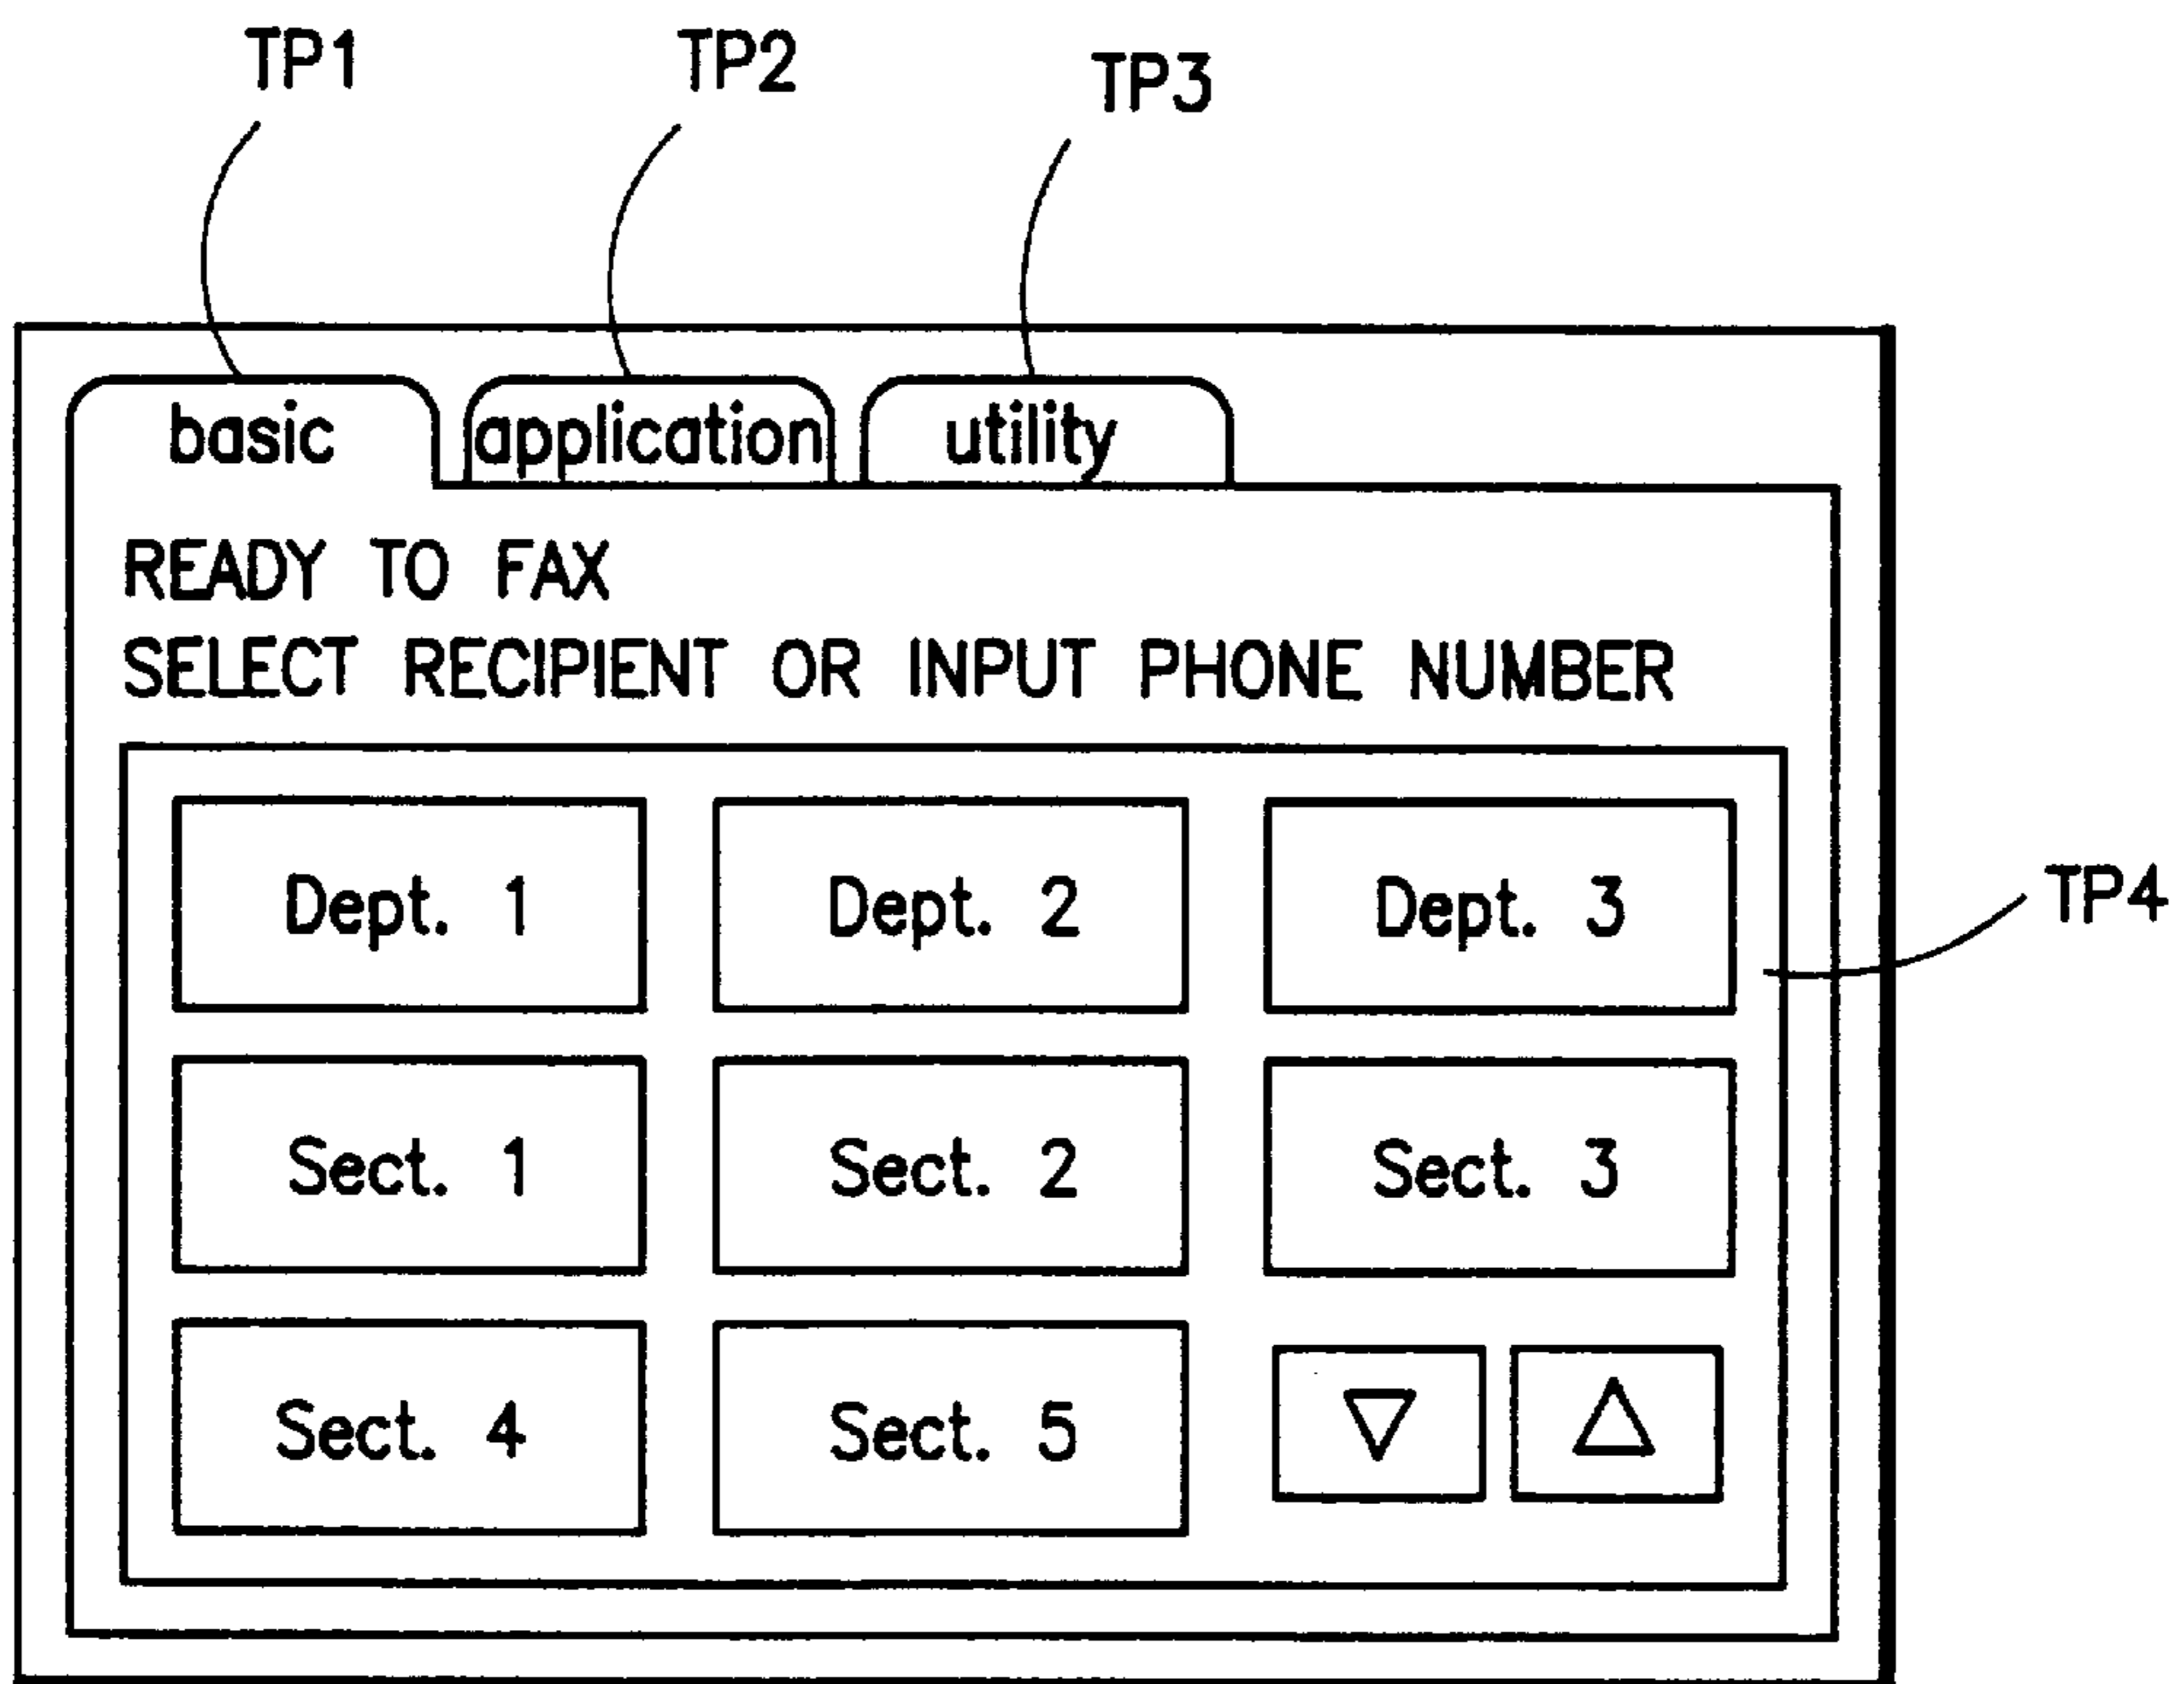 TP1 TP2 TP3
basic application utility
READY TO FAX
SELECT RECIPIENT OR INPUT PHONE NUMBER
Dept. 1 Dept. 2 Dept. 3
TP4
Sect. 1 Sect. 2 Sect. 3
Sect. 4 Sect. 5